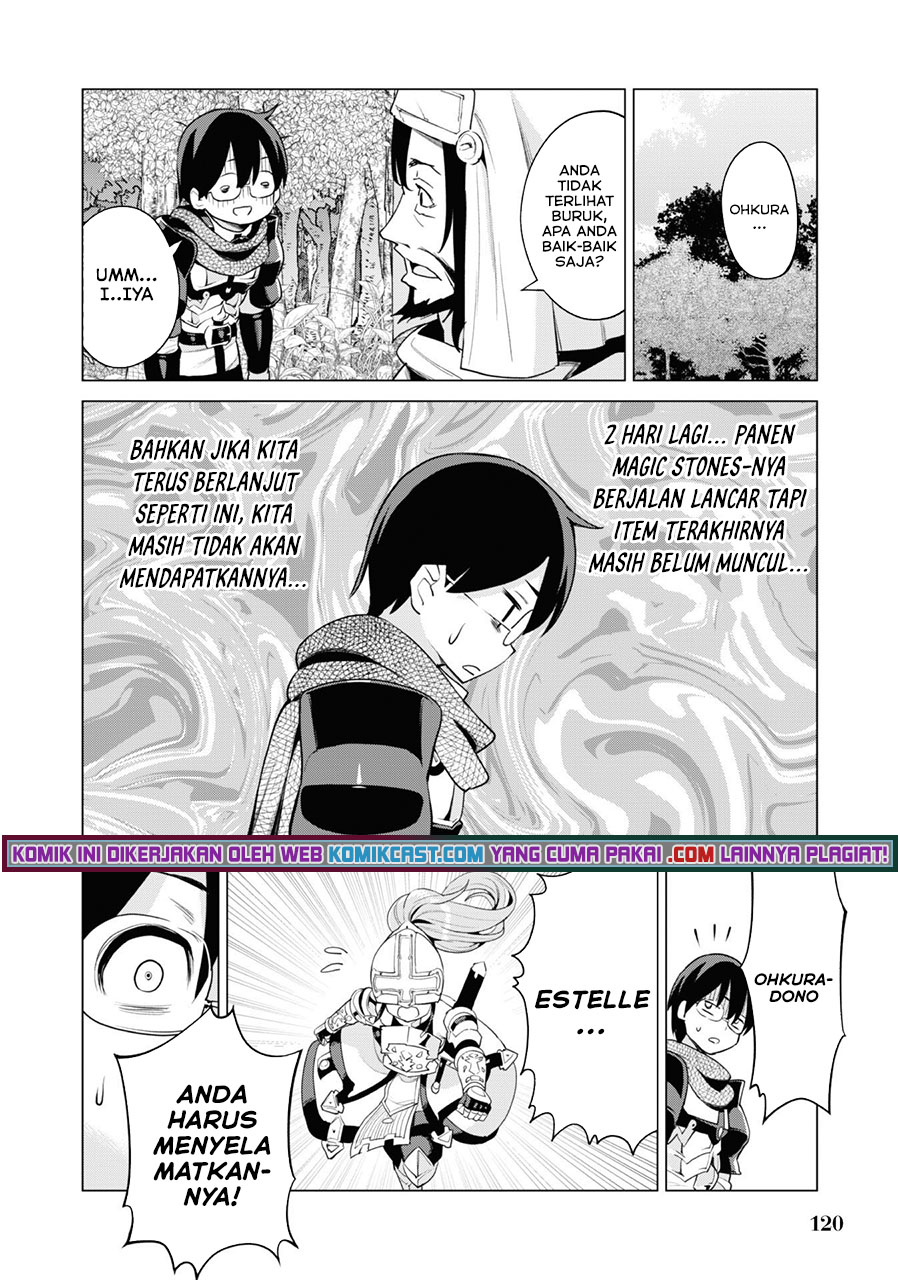 OHKURA
...
ANDA
TIDAK
TERLIHAT
BURUK,
APA ANDA
BAIK-BAIK
SAJA?
UMM...
I..IYA
2 HARI LAGI... PANEN
MAGIC STONES-NYA
BERJALAN LANCAR TAPI
ITEM TERAKHIRNYA
MASIH BELUM MUNCUL...
BAHKAN JIKA KITA
TERUS BERLANJUT
SEPERTI INI, KITA
MASIH TIDAK AKAN
MENDAPATKANNYA...
KOMIK INI DIKERJAKAN OLEH WEB KOMIKCAST.COM YANG CUMA PAKAI .COM LAINNYA PLAGIAT!
OHKURA-
DONO
ESTELLE
...
ANDA
HARUS
MENYELA
MATKAN-
NYA!
120